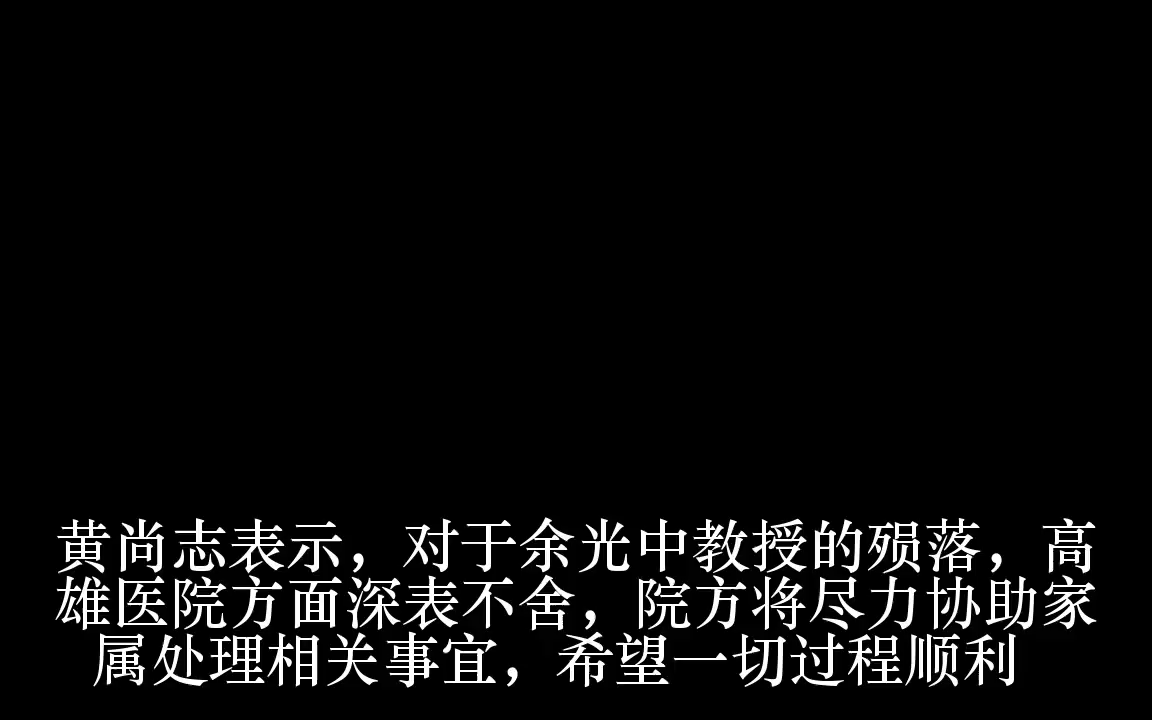 黄尚志表示，对于余光中教授的殒落，高
雄医院方面深表不舍，院方将尽力协助家
属处理相关事宜，希望一切过程顺利